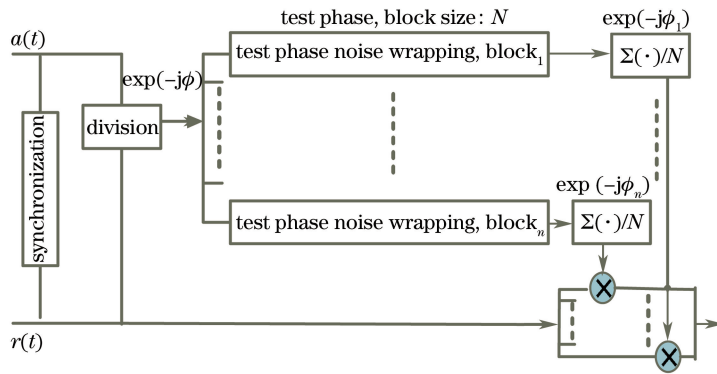 test phase, block size: N
exp(−jϕ₁)
a(t)
test phase noise wrapping, block₁
Σ(·)/N
exp(−jϕ)
division
synchronization
exp (−jϕₙ)
test phase noise wrapping, blockₙ
Σ(·)/N
r(t)